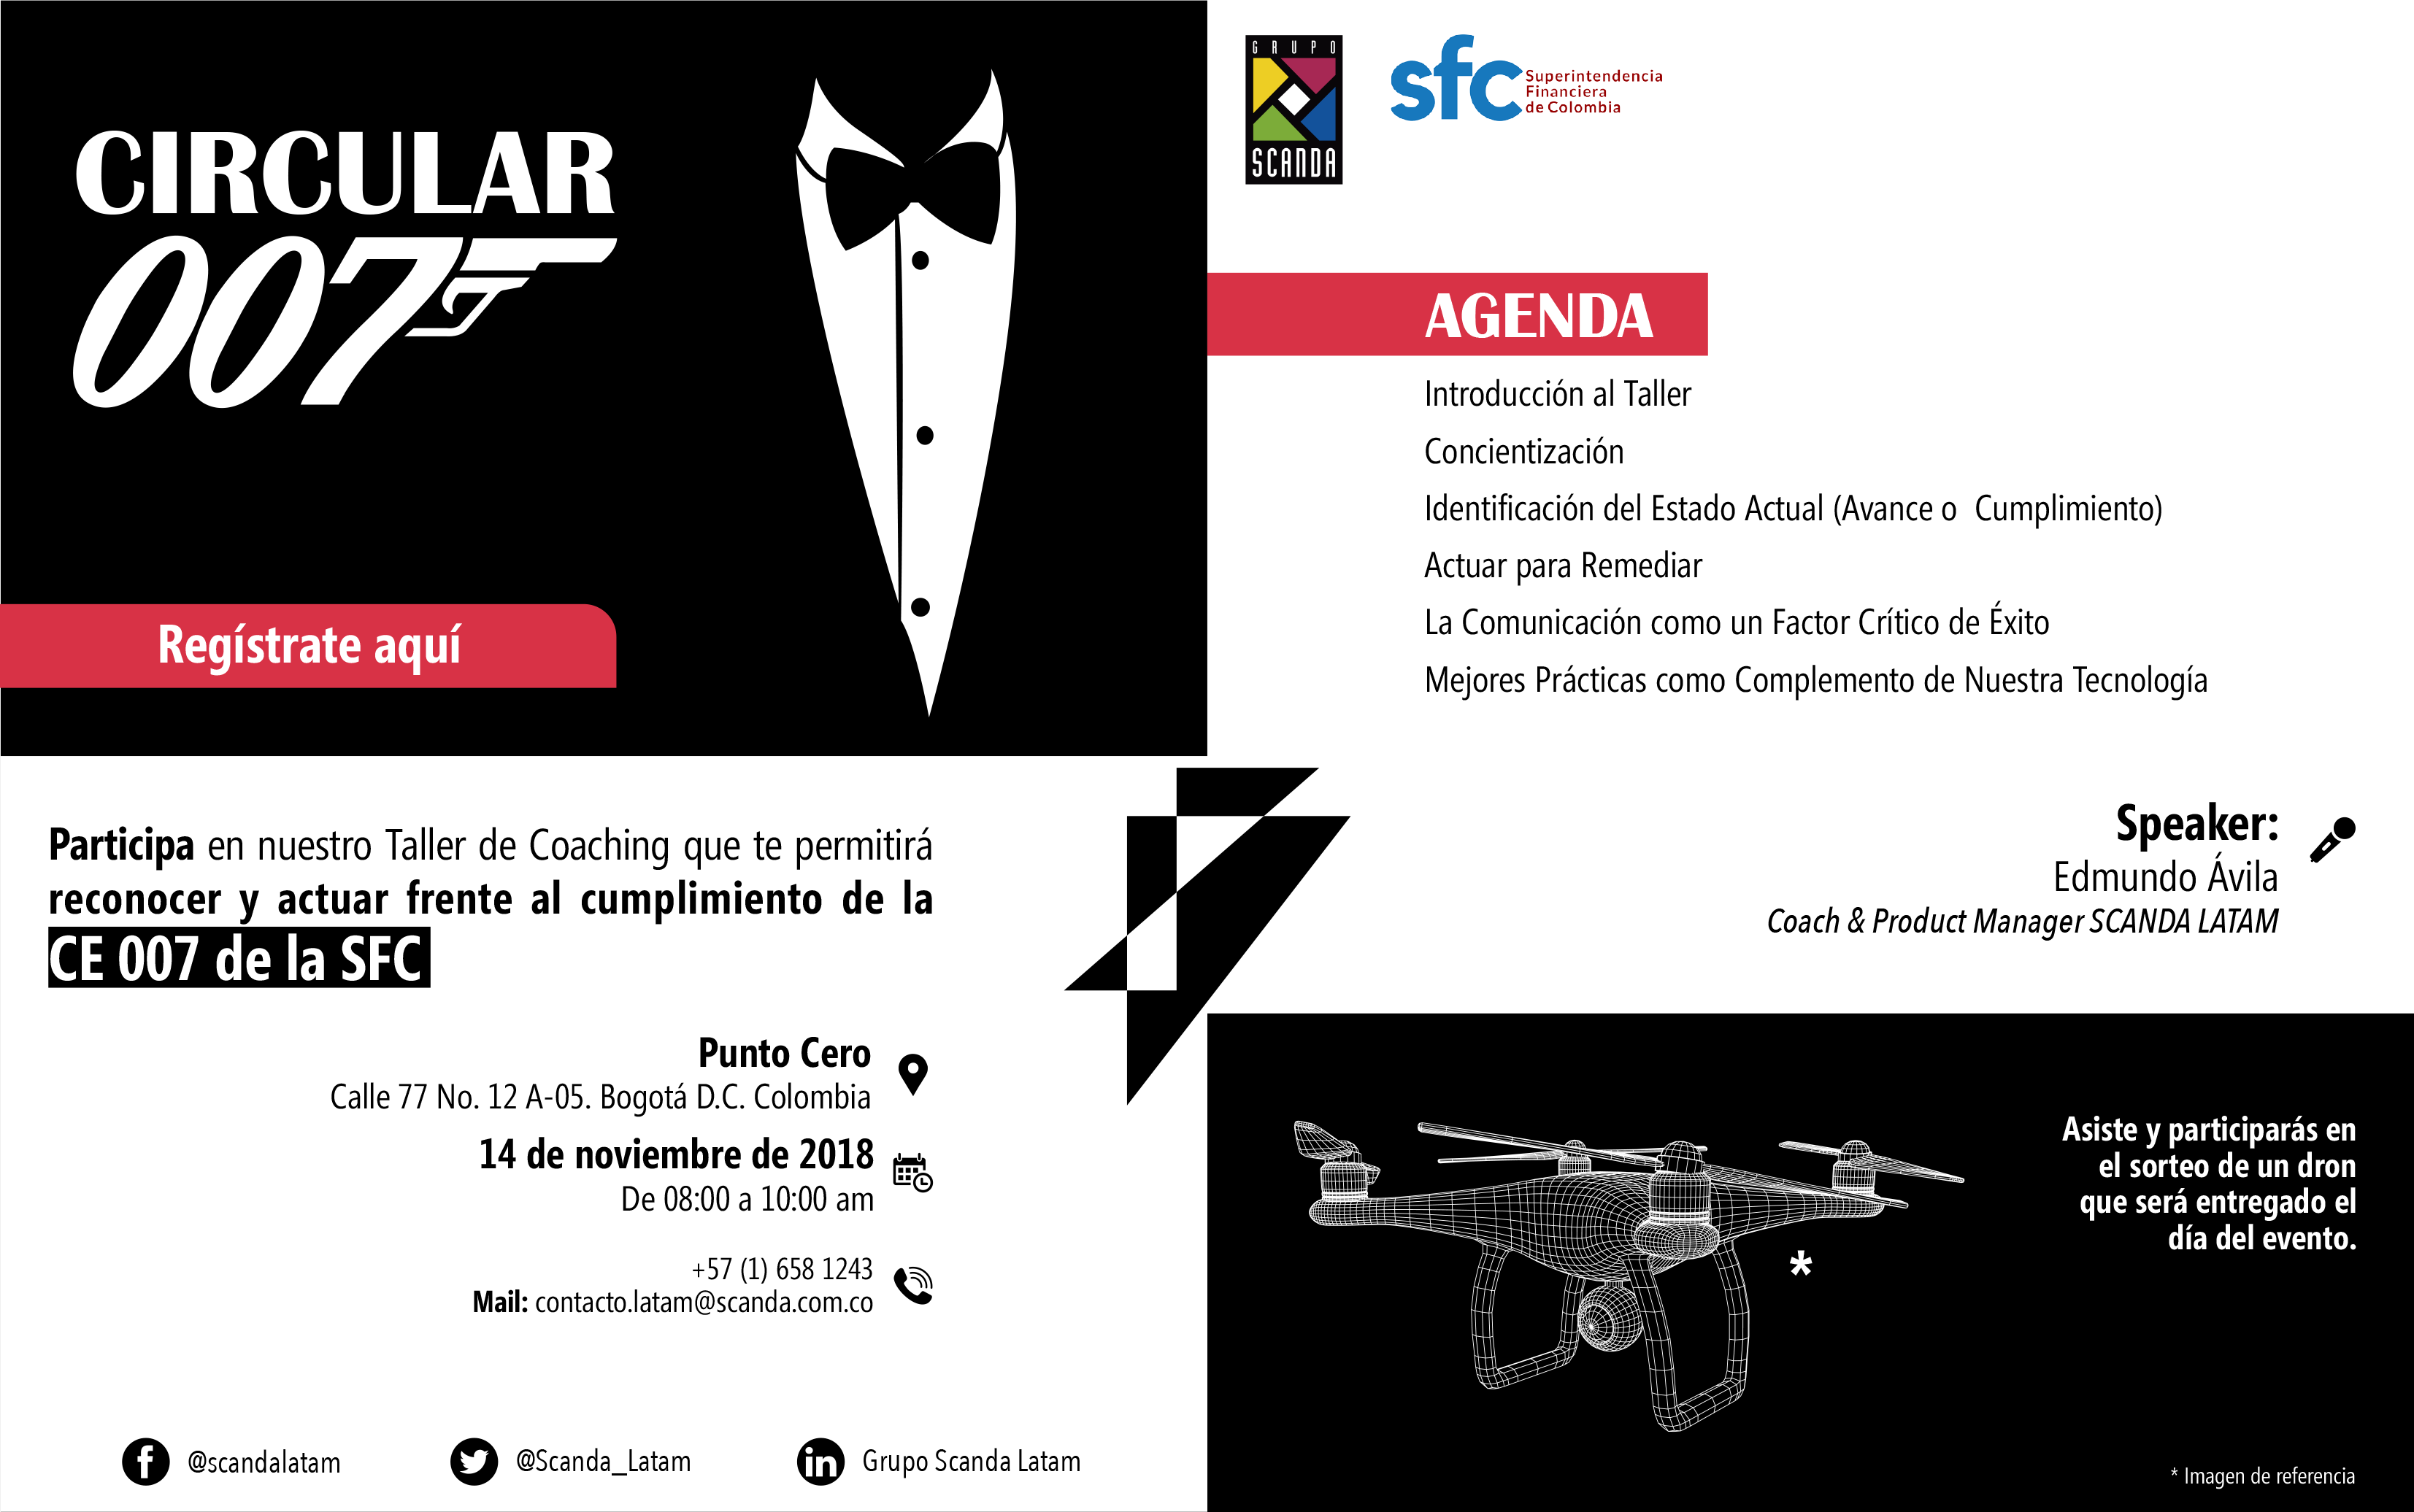 CIRCULAR
007
Regístrate aquí
Participa en nuestro Taller de Coaching que te permitirá
reconocer y actuar frente al cumplimiento de la
CE 007 de la SFC
Punto Cero
Calle 77 No. 12 A-05. Bogotá D.C. Colombia
14 de noviembre de 2018
De 08:00 a 10:00 am
+57 (1) 658 1243
Mail: contacto.latam@scanda.com.co
@scandalatam
@Scanda_Latam
Grupo Scanda Latam
GRUPO
SCANDA
sfc
Superintendencia
Financiera
de Colombia
AGENDA
Introducción al Taller
Concientización
Identificación del Estado Actual (Avance o  Cumplimiento)
Actuar para Remediar
La Comunicación como un Factor Crítico de Éxito
Mejores Prácticas como Complemento de Nuestra Tecnología
Speaker:
Edmundo Ávila
Coach & Product Manager SCANDA LATAM
Asiste y participarás en
el sorteo de un dron
que será entregado el
día del evento.
*
* Imagen de referencia